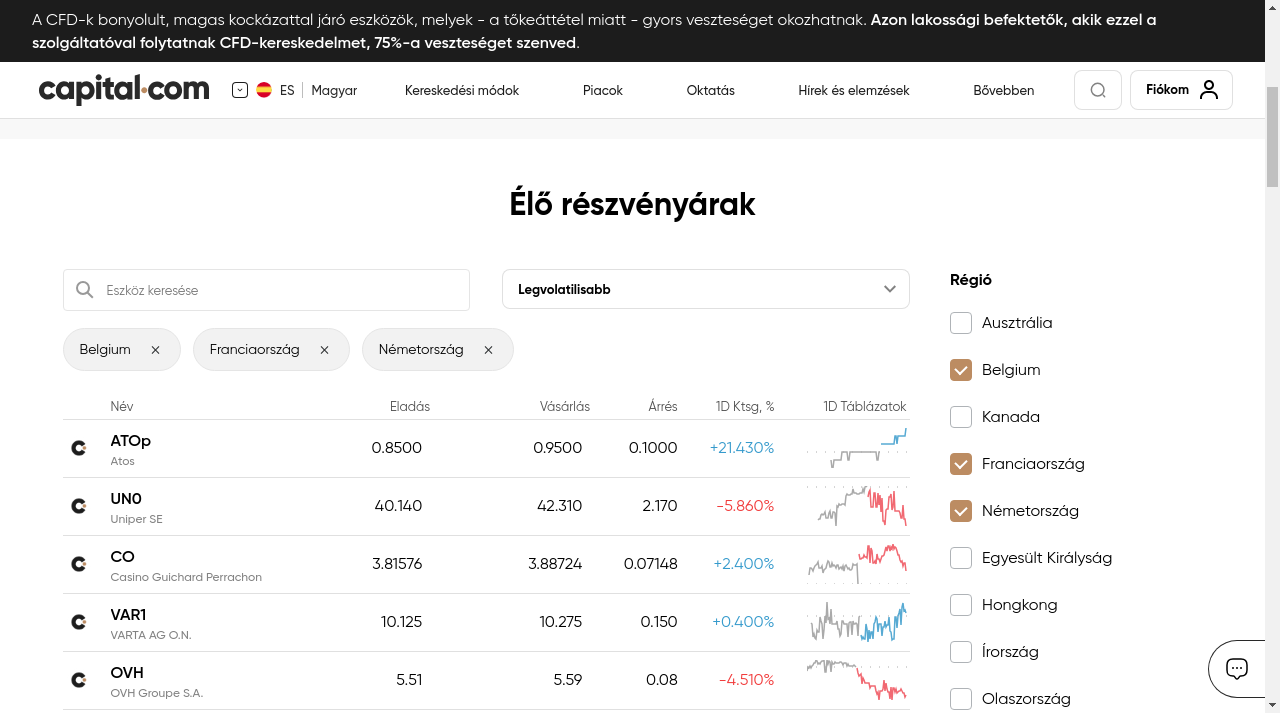 A CFD-k bonyolult, magas kockázattal járó eszközök, melyek - a tőkeáttétel miatt - gyors veszteséget okozhatnak. Azon lakossági befektetők, akik ezzel a
szolgáltatóval folytatnak CFD-kereskedelmet, 75%-a veszteséget szenved.
capital.com ES Magyar Kereskedési módok Piacok Oktatás Hírek és elemzések Bővebben Fiókom
Élő részvényárak
Eszköz keresése Legvolatilisabb
Belgium Franciaország Németország
Név Eladás Vásárlás Árrés 1D Ktsg, % 1D Táblázatok
ATOp 0.8500 0.9500 0.1000 +21.430%
Atos
UN0 40.140 42.310 2.170 -5.860%
Uniper SE
CO 3.81576 3.88724 0.07148 +2.400%
Casino Guichard Perrachon
VAR1 10.125 10.275 0.150 +0.400%
VARTA AG O.N.
OVH 5.51 5.59 0.08 -4.510%
OVH Groupe S.A.
Régió
Ausztrália
Belgium
Kanada
Franciaország
Németország
Egyesült Királyság
Hongkong
Írország
Olaszország